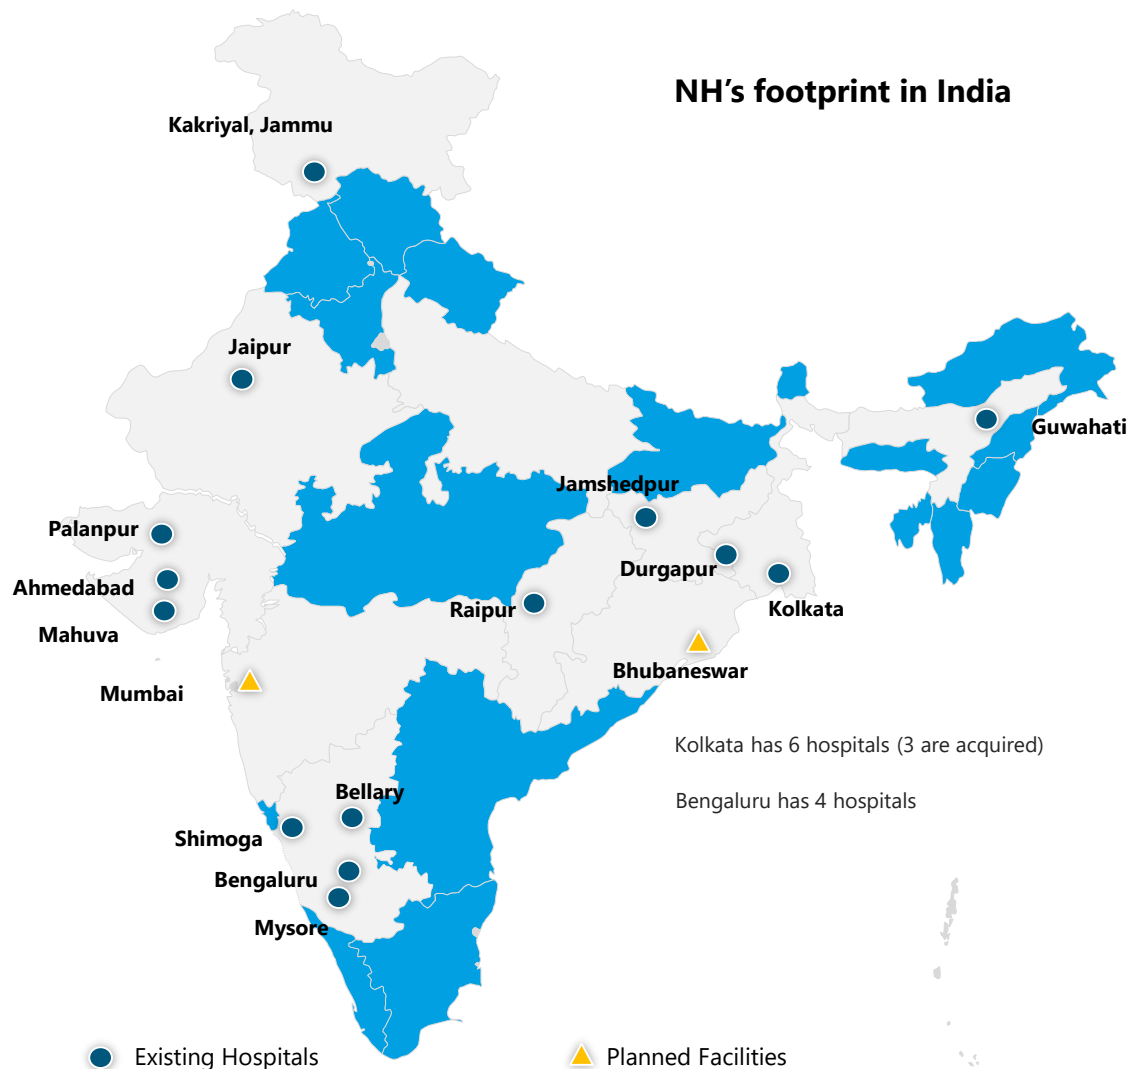 NH’s footprint in India
Kakriyal, Jammu
Jaipur
Guwahati
Jamshedpur
Palanpur
Durgapur
Ahmedabad
Raipur
Kolkata
Mahuva
Bhubaneswar
Mumbai
Kolkata has 6 hospitals (3 are acquired)
Bellary
Bengaluru has 4 hospitals
Shimoga
Bengaluru
Mysore
Existing Hospitals
Planned Facilities